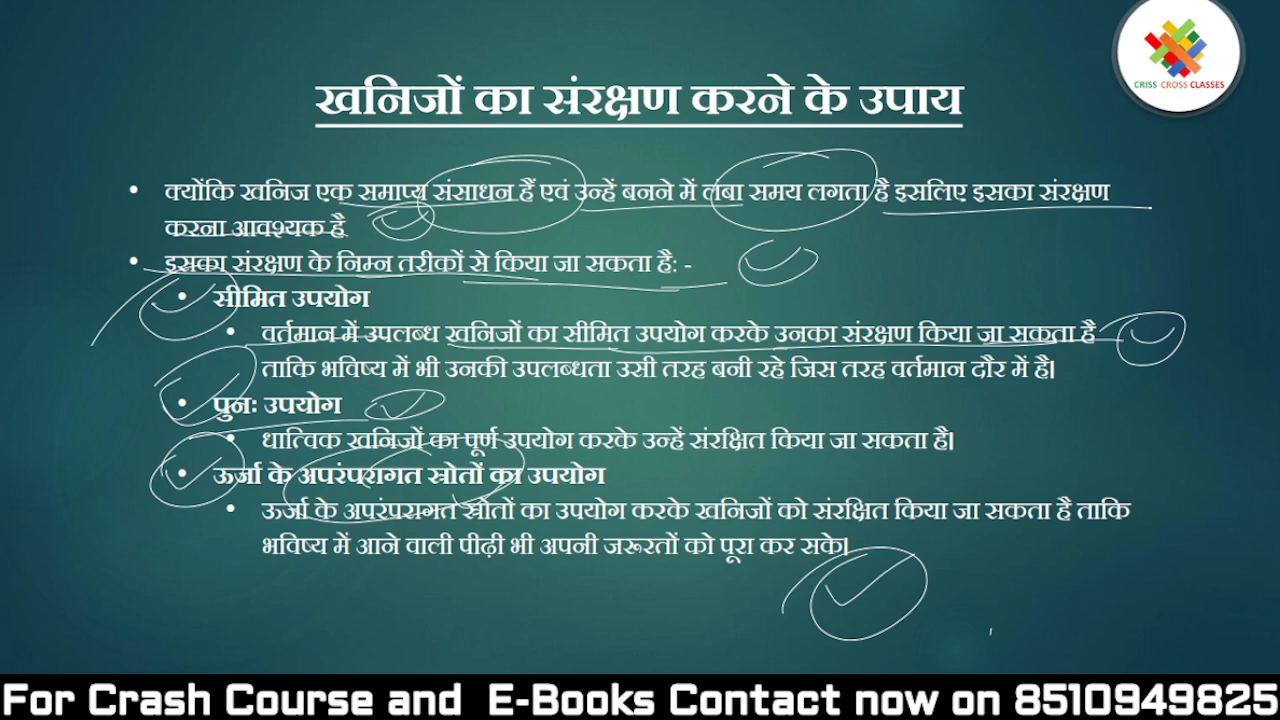 CRISS CROSS CLASSES
खनिजों का संरक्षण करने के उपाय
• क्योंकि खनिज एक समाप्य संसाधन हैं एवं उन्हें बनने में लंबा समय लगता है इसलिए इसका संरक्षण
करना आवश्यक है
• इसका संरक्षण के निम्न तरीकों से किया जा सकता है: -
• सीमित उपयोग
• वर्तमान में उपलब्ध खनिजों का सीमित उपयोग करके उनका संरक्षण किया जा सकता है
ताकि भविष्य में भी उनकी उपलब्धता उसी तरह बनी रहे जिस तरह वर्तमान दौर में है।
• पुनः उपयोग
• धात्विक खनिजों का पूर्ण उपयोग करके उन्हें संरक्षित किया जा सकता है।
• ऊर्जा के अपरंपरागत स्रोतों का उपयोग
• ऊर्जा के अपरंपरागत स्रोतों का उपयोग करके खनिजों को संरक्षित किया जा सकता है ताकि
भविष्य में आने वाली पीढ़ी भी अपनी जरूरतों को पूरा कर सके।
For Crash Course and E-Books Contact now on 8510949825